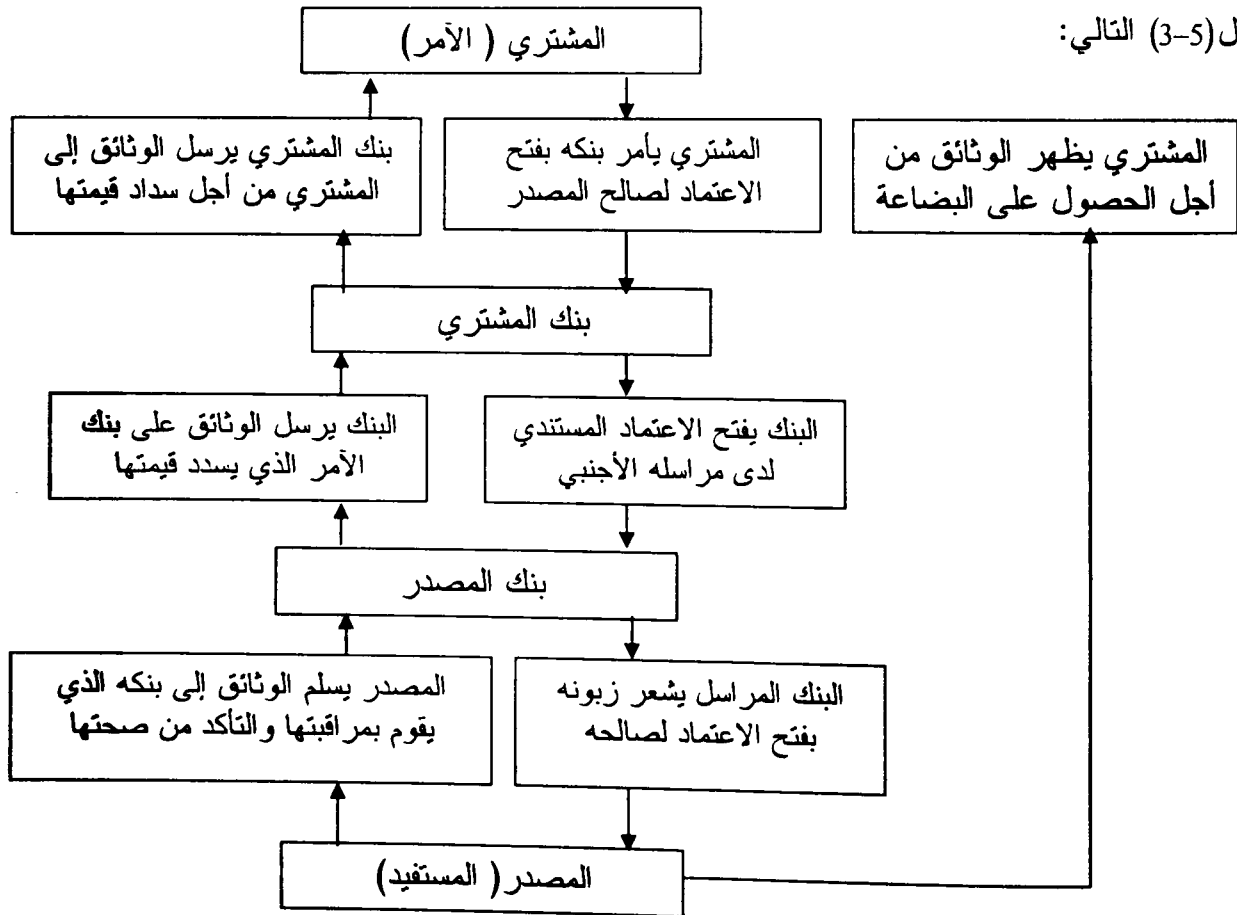 ل(5-3) التالي:
المشتري ( الآمر)
المشتري يظهر الوثائق من
أجل الحصول على البضاعة
المشتري يأمر بنكه بفتح
الاعتماد لصالح المصدر
بنك المشتري يرسل الوثائق إلى
المشتري من أجل سداد قيمتها
بنك المشتري
البنك يفتح الاعتماد المستندي
لدى مراسله الأجنبي
البنك يرسل الوثائق على بنك
الآمر الذي يسدد قيمتها
بنك المصدر
البنك المراسل يشعر زبونه
بفتح الاعتماد لصالحه
المصدر يسلم الوثائق إلى بنكه الذي
يقوم بمراقبتها والتأكد من صحتها
المصدر( المستفيد)